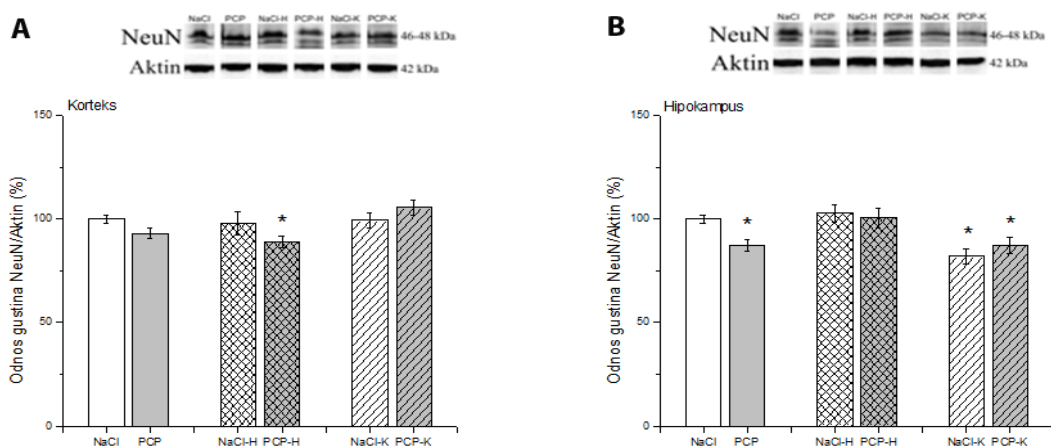 A
NaCl PCP NaCl-H PCP-H NaCl-K PCP-K
NeuN 46-48 kDa
Aktin 42 kDa
Korteks
150
100
50
0
Odnos gustina NeuN/Aktin (%)
*
NaCl PCP NaCl-H PCP-H NaCl-K PCP-K
B
NaCl PCP NaCl-H PCP-H NaCl-K PCP-K
NeuN 46-48 kDa
Aktin 42 kDa
Hipokampus
150
100
50
0
Odnos gustina NeuN/Aktin (%)
* * *
NaCl PCP NaCl-H PCP-H NaCl-K PCP-K